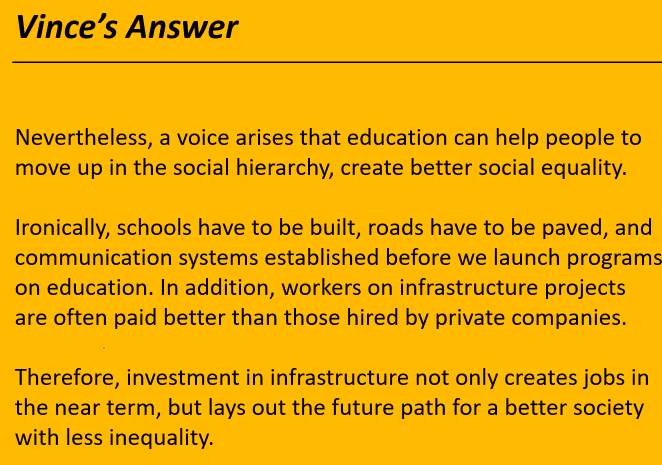 Vince's Answer
Nevertheless, a voice arises that education can help people to
move up in the social hierarchy, create better social equality.
Ironically, schools have to be built, roads have to be paved, and
communication systems established before we launch programs
on education. In addition, workers on infrastructure projects
are often paid better than those hired by private companies.
Therefore, investment in infrastructure not only creates jobs in
the near term, but lays out the future path for a better society
with less inequality.